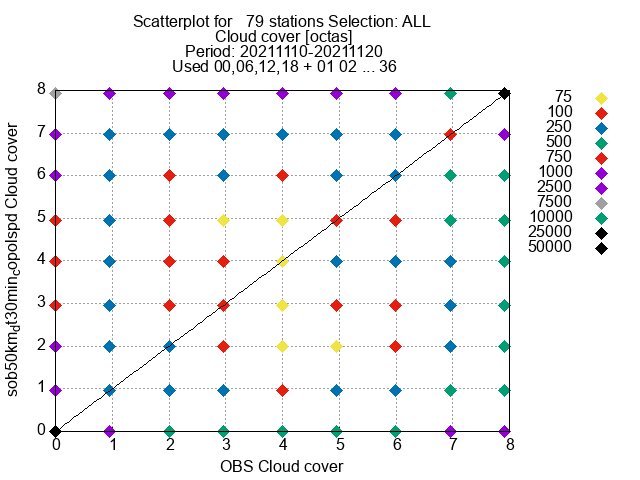 Scatterplot for 79 stations Selection: ALL
Cloud cover [octas]
Period: 20211110-20211120
Used 00,06,12,18 + 01 02 ... 36
8
7
6
5
4
3
2
1
0
sob50km_dt30min_copolspd Cloud cover
0 1 2 3 4 5 6 7 8
OBS Cloud cover
75
100
250
500
750
1000
2500
7500
10000
25000
50000